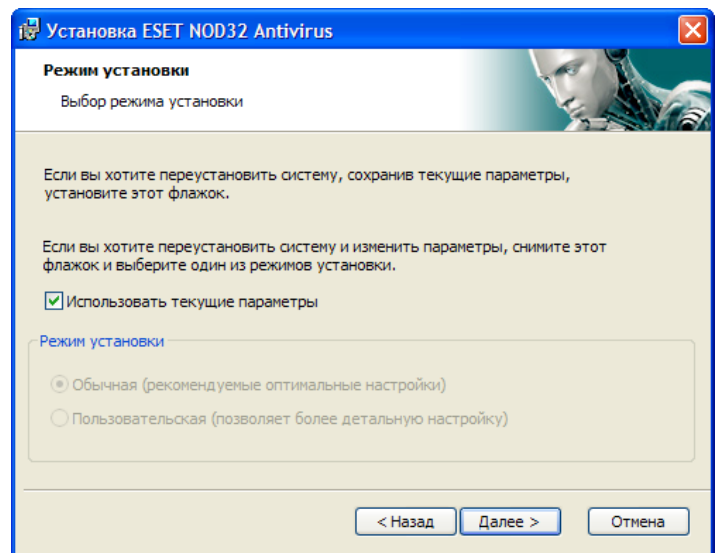 Установка ESET NOD32 Antivirus
Режим установки
Выбор режима установки
Если вы хотите переустановить систему, сохранив текущие параметры,
установите этот флажок.
Если вы хотите переустановить систему и изменить параметры, снимите этот
флажок и выберите один из режимов установки.
Использовать текущие параметры
Режим установки
Обычная (рекомендуемые оптимальные настройки)
Пользовательская (позволяет более детальную настройку)
< Назад
Далее >
Отмена